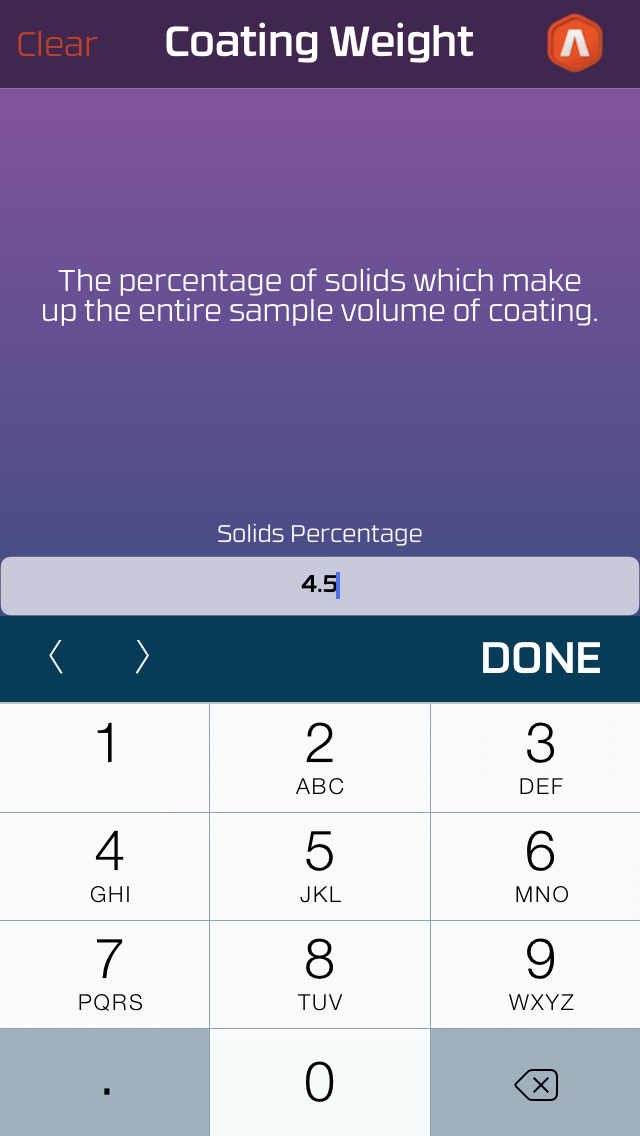 Clear Coating Weight
The percentage of solids which make
up the entire sample volume of coating.
Solids Percentage
4.5
DONE
1 2 3
ABC DEF
4 5 6
GHI JKL MNO
7 8 9
PQRS TUV WXYZ
. 0